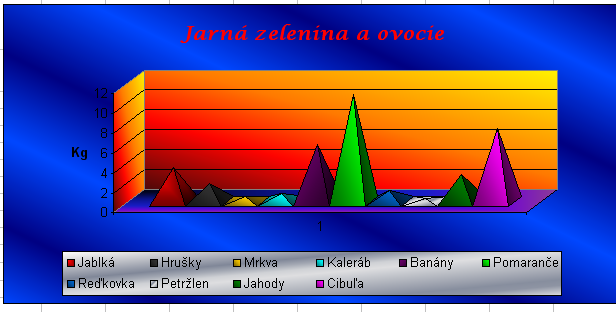 Jarná zelenina a ovocie
Kg
12
10
8
6
4
2
0
1
Jablká Hrušky Mrkva Kaleráb Banány Pomaranče
Reďkovka Petržlen Jahody Cibuľa